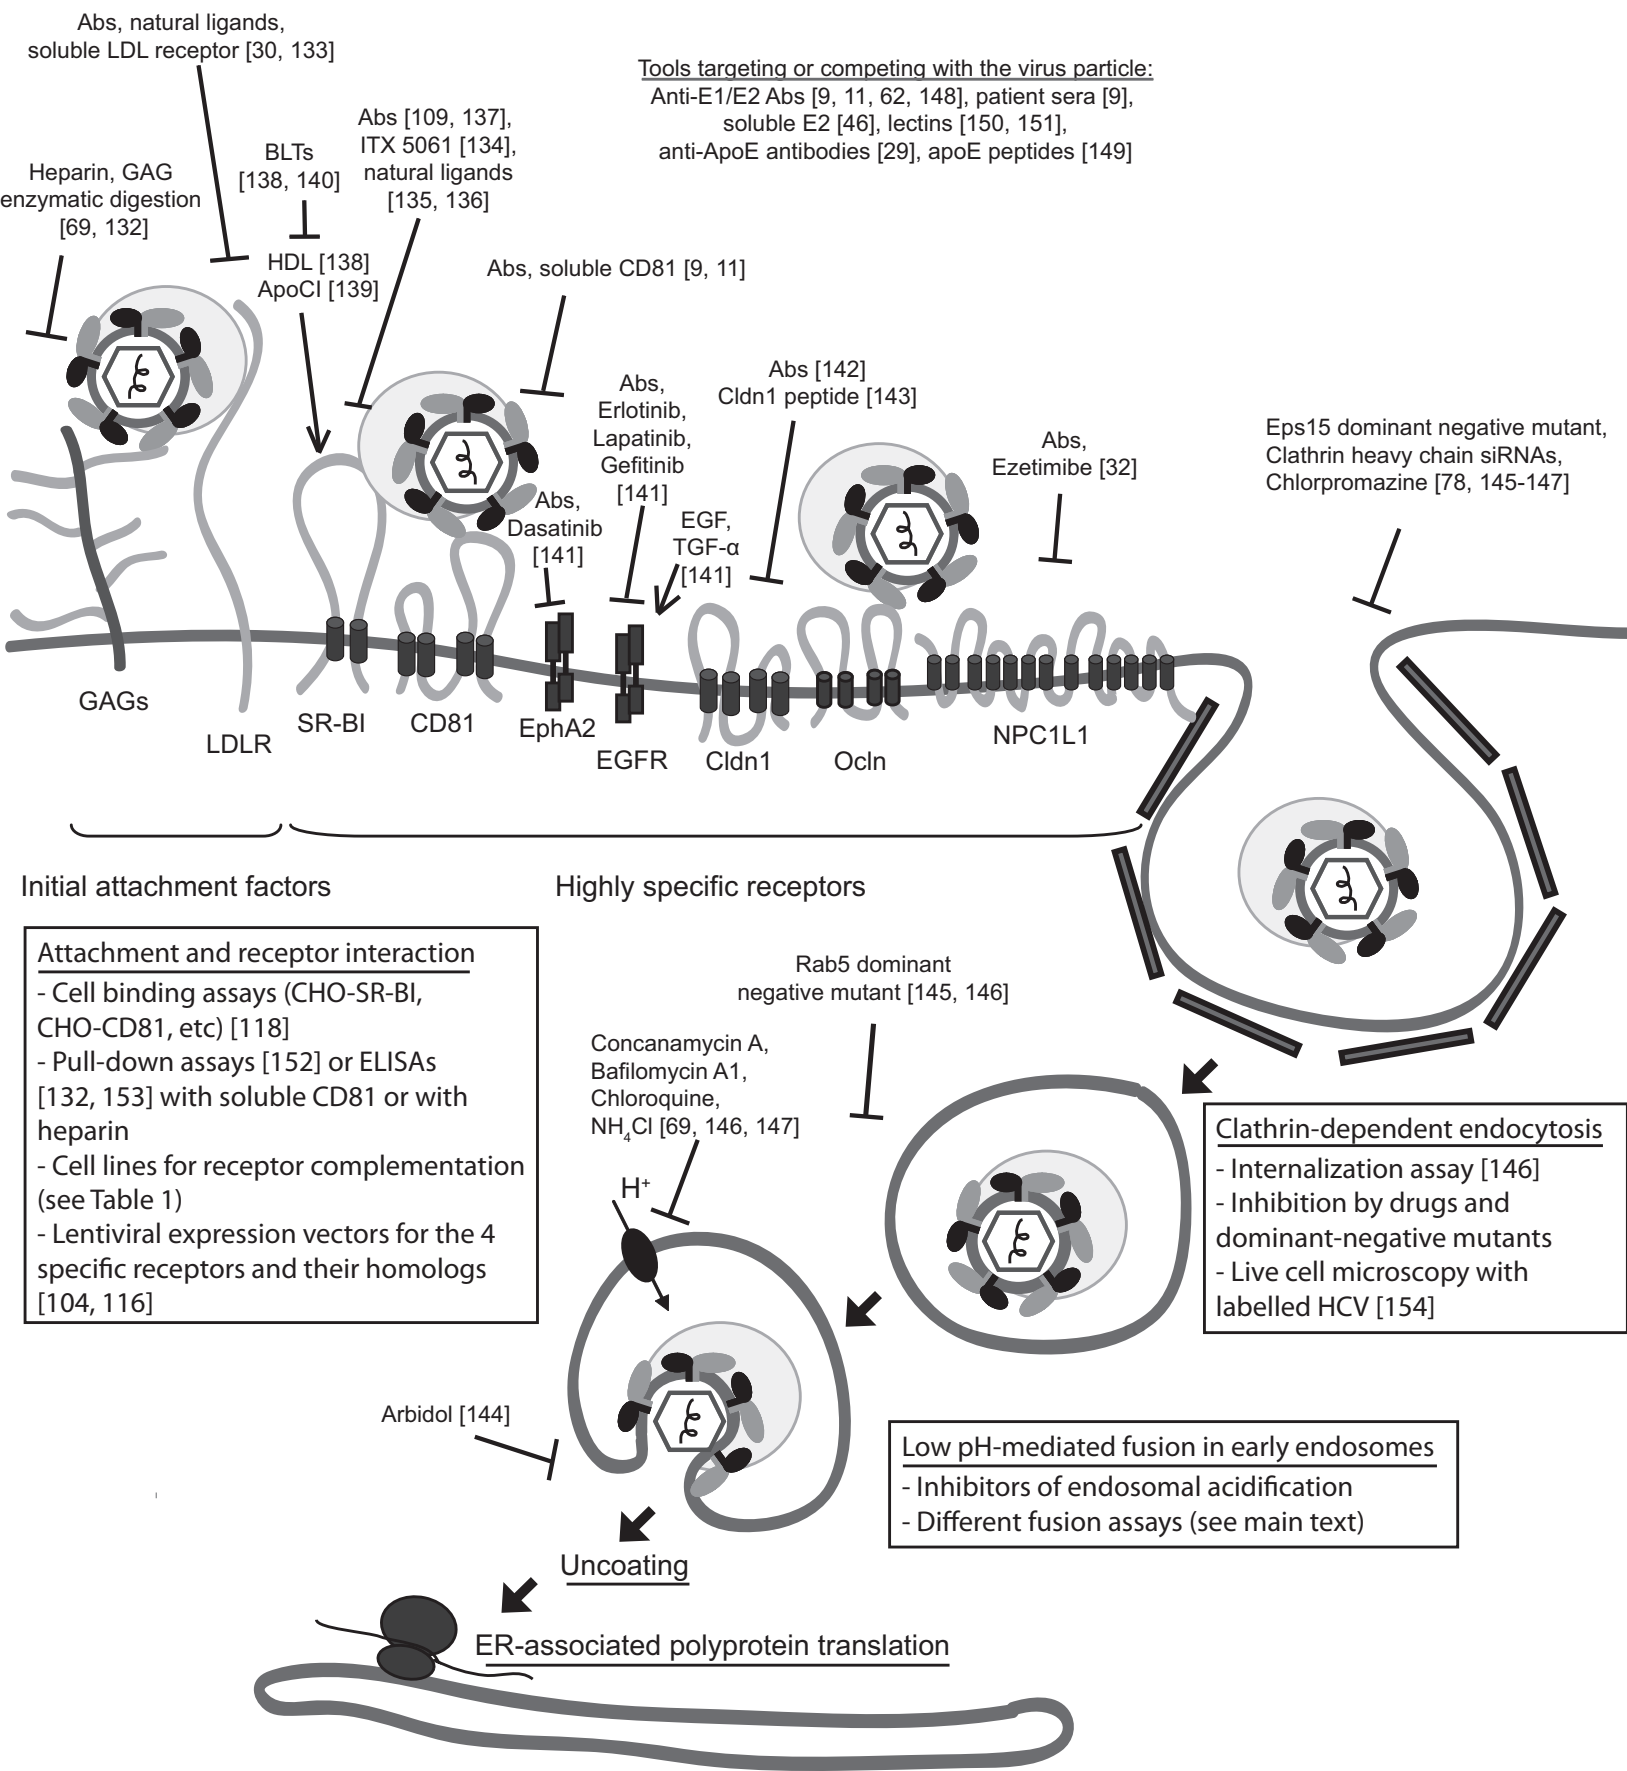 Abs, natural ligands,
soluble LDL receptor [30, 133]
Tools targeting or competing with the virus particle:
Anti-E1/E2 Abs [9, 11, 62, 148], patient sera [9],
soluble E2 [46], lectins [150, 151],
anti-ApoE antibodies [29], apoE peptides [149]
Abs [109, 137],
ITX 5061 [134],
natural ligands
[135, 136]
BLTs
[138, 140]
Heparin, GAG
enzymatic digestion
[69, 132]
HDL [138]
ApoCI [139]
Abs, soluble CD81 [9, 11]
Abs,
Erlotinib,
Lapatinib,
Gefitinib
[141]
Abs [142]
Cldn1 peptide [143]
Abs,
Ezetimibe [32]
Eps15 dominant negative mutant,
Clathrin heavy chain siRNAs,
Chlorpromazine [78, 145-147]
Abs,
Dasatinib
[141]
EGF,
TGF-α
[141]
GAGs
LDLR
SR-BI
CD81
EphA2
EGFR
Cldn1
Ocln
NPC1L1
Initial attachment factors
Highly specific receptors
Attachment and receptor interaction
- Cell binding assays (CHO-SR-BI,
CHO-CD81, etc) [118]
- Pull-down assays [152] or ELISAs
[132, 153] with soluble CD81 or with
heparin
- Cell lines for receptor complementation
(see Table 1)
- Lentiviral expression vectors for the 4
specific receptors and their homologs
[104, 116]
Rab5 dominant
negative mutant [145, 146]
Concanamycin A,
Bafilomycin A1,
Chloroquine,
NH4Cl [69, 146, 147]
H+
Clathrin-dependent endocytosis
- Internalization assay [146]
- Inhibition by drugs and
dominant-negative mutants
- Live cell microscopy with
labelled HCV [154]
Arbidol [144]
Low pH-mediated fusion in early endosomes
- Inhibitors of endosomal acidification
- Different fusion assays (see main text)
Uncoating
ER-associated polyprotein translation